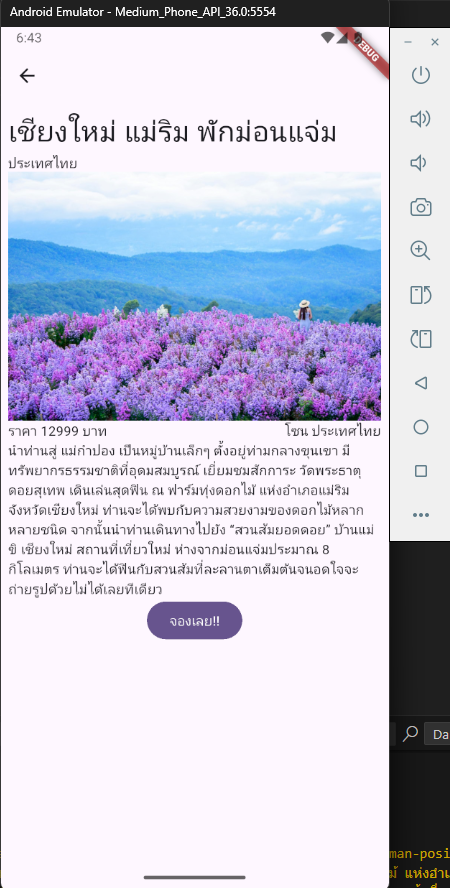 Android Emulator - Medium_Phone_API_36.0:5554
6:43
DEBUG
เชียงใหม่ แม่ริม พักม่อนแจ่ม
ประเทศไทย
ราคา 12999 บาท
โซน ประเทศไทย
นำท่านสู่ แม่กำปอง เป็นหมู่บ้านเล็กๆ ตั้งอยู่ท่ามกลางขุนเขา มี
ทรัพยากรธรรมชาติที่อุดมสมบูรณ์ เยี่ยมชมสักการะ วัดพระธาตุ
ดอยสุเทพ เดินเล่นสุดฟิน ณ ฟาร์มทุ่งดอกไม้ แห่งอำเภอแม่ริม
จังหวัดเชียงใหม่ ท่านจะได้พบกับความสวยงามของดอกไม้หลาก
หลายชนิด จากนั้นนำท่านเดินทางไปยัง “สวนส้มยอดดอย” บ้านแม่
ขิ เชียงใหม่ สถานที่เที่ยวใหม่ ห่างจากม่อนแจ่มประมาณ 8
กิโลเมตร ท่านจะได้ฟินกับสวนส้มที่ละลานตาเต็มต้นจนอดใจจะ
ถ่ายรูปด้วยไม่ได้เลยทีเดียว
จองเลย!!
Da
man-posi